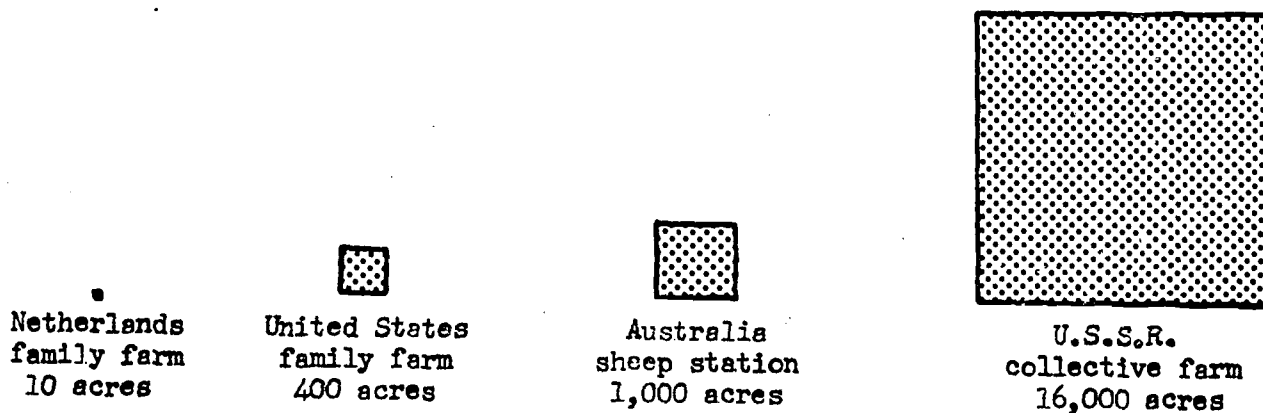 Netherlands
family farm
10 acres
United States
family farm
400 acres
Australia
sheep station
1,000 acres
U.S.S.R.
collective farm
16,000 acres